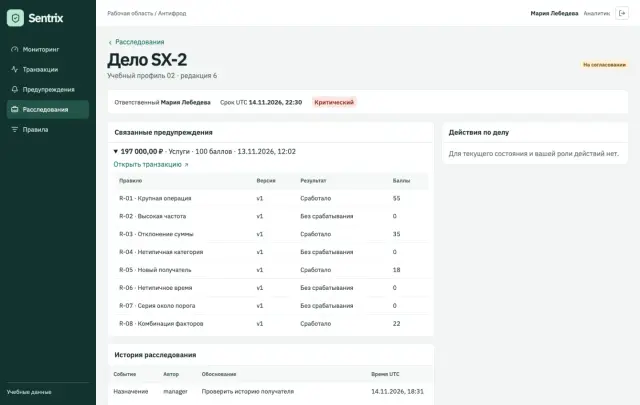 Sentrix
Рабочая область / Антифрод
Мария Лебедева Аналитик
Мониторинг
Транзакции
Предупреждения
Расследования
Правила
‹ Расследования
Дело SX-2
Учебный профиль 02 · редакция 6
На согласовании
Ответственный Мария Лебедева Срок UTC 14.11.2026, 22:30 Критический
Связанные предупреждения
▼ 197 000,00 ₽ · Услуги · 100 баллов · 13.11.2026, 12:02
Открыть транзакцию ↗
Правило Версия Результат Баллы
R-01 · Крупная операция v1 Сработало 55
R-02 · Высокая частота v1 Без срабатывания 0
R-03 · Отклонение суммы v1 Сработало 35
R-04 · Нетипичная категория v1 Без срабатывания 0
R-05 · Новый получатель v1 Сработало 18
R-06 · Нетипичное время v1 Без срабатывания 0
R-07 · Серия около порога v1 Без срабатывания 0
R-08 · Комбинация факторов v1 Сработало 22
Действия по делу
Для текущего состояния и вашей роли действий нет.
История расследования
Событие Автор Обоснование Время UTC
Назначение manager Проверить историю получателя 14.11.2026, 18:31
Учебные данные